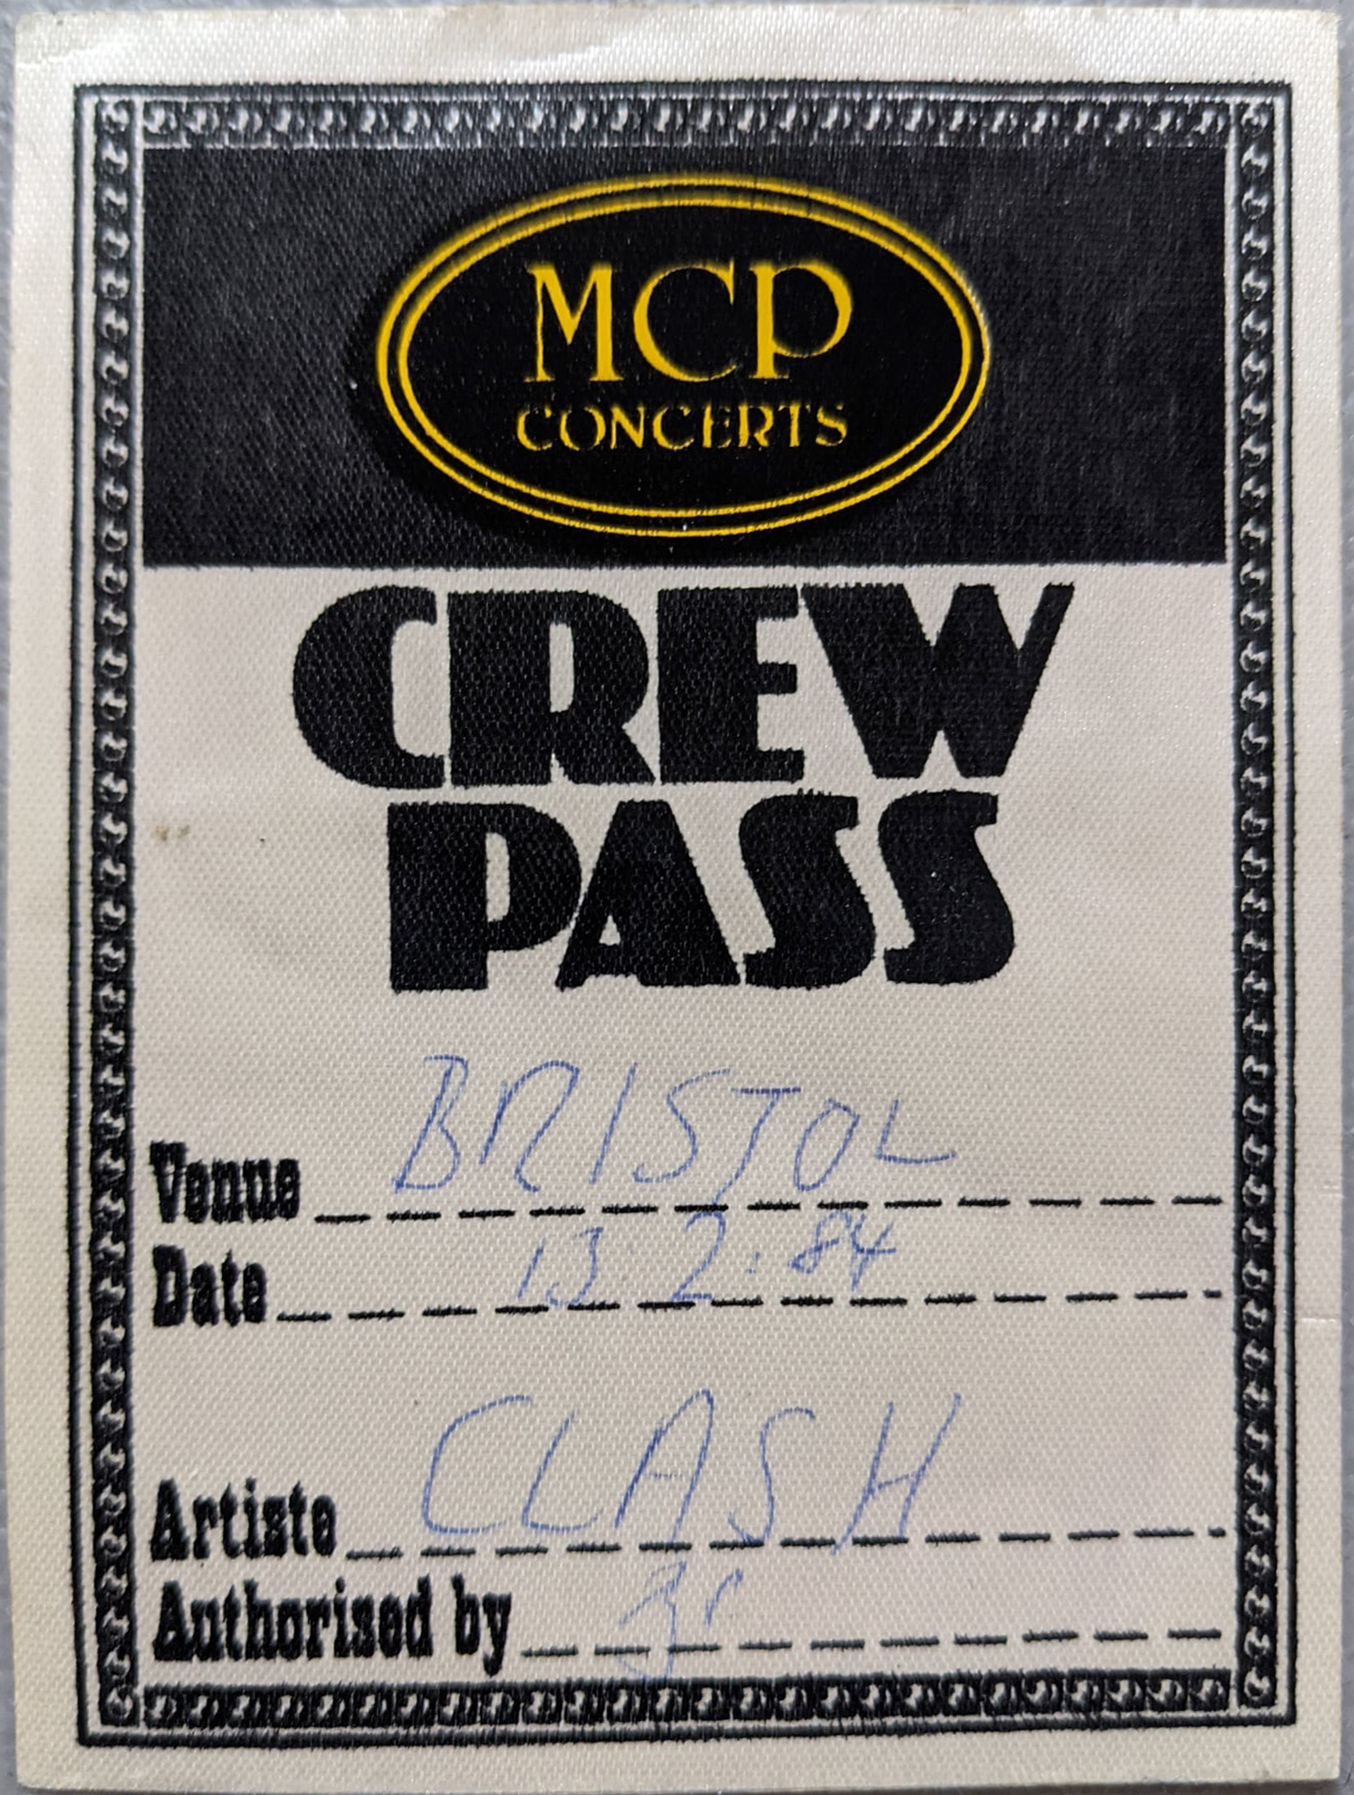 MCP
CONCERTS
CREW
PASS
Venue BRISTOL
Date 13:2:84
Artiste CLASH
Authorised by